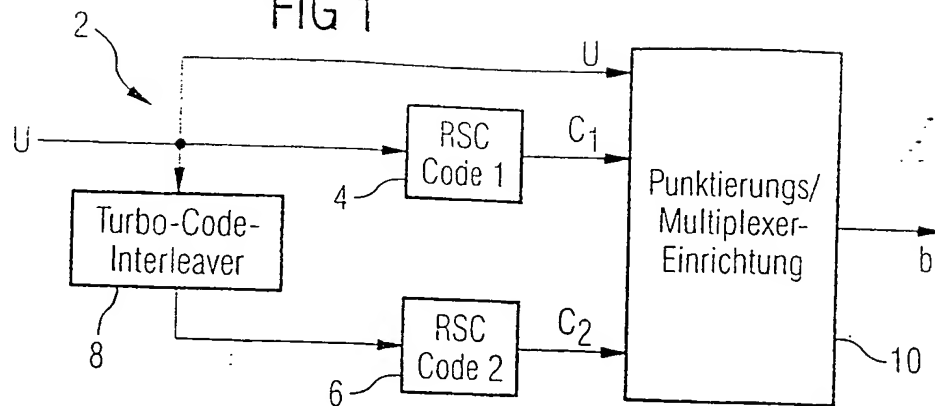 FIG 1
2
U
U
RSC
Code 1
4
C1
Turbo-Code-
Interleaver
8
RSC
Code 2
6
C2
Punktierungs/
Multiplexer-
Einrichtung
10
b